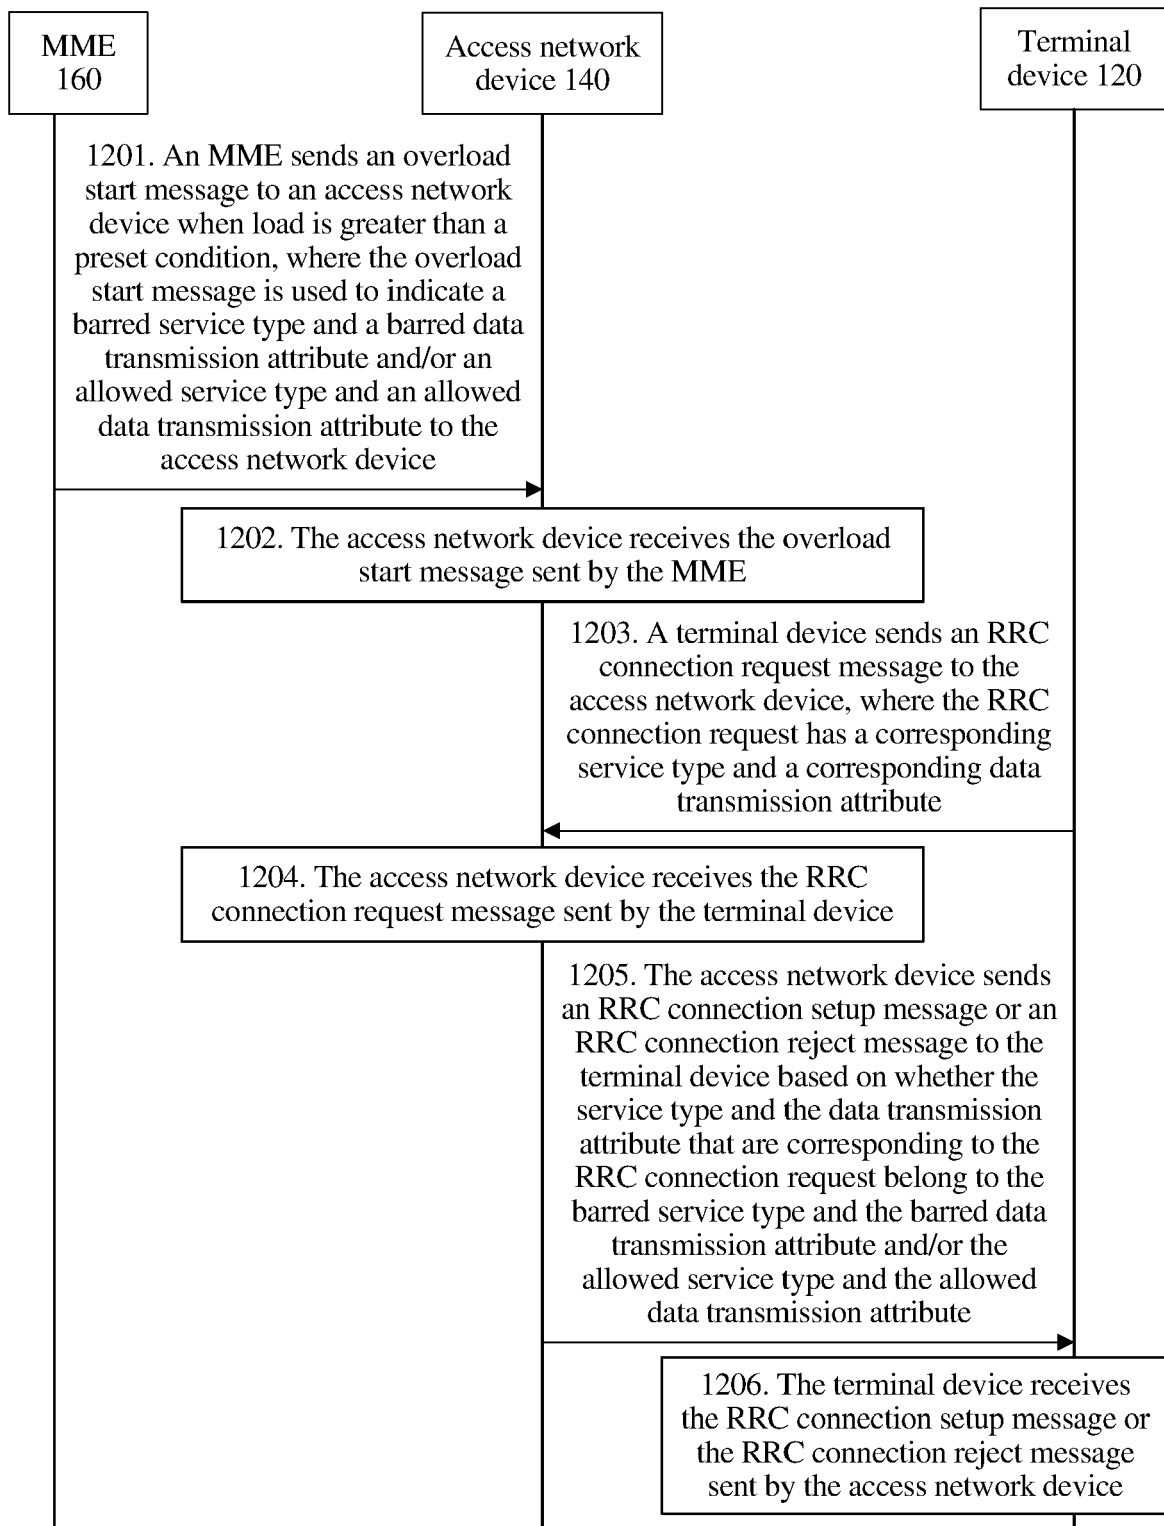 MME
160
Access network
device 140
Terminal
device 120
1201. An MME sends an overload
start message to an access network
device when load is greater than a
preset condition, where the overload
start message is used to indicate a
barred service type and a barred data
transmission attribute and/or an
allowed service type and an allowed
data transmission attribute to the
access network device
1202. The access network device receives the overload
start message sent by the MME
1203. A terminal device sends an RRC
connection request message to the
access network device, where the RRC
connection request has a corresponding
service type and a corresponding data
transmission attribute
1204. The access network device receives the RRC
connection request message sent by the terminal device
1205. The access network device sends
an RRC connection setup message or an
RRC connection reject message to the
terminal device based on whether the
service type and the data transmission
attribute that are corresponding to the
RRC connection request belong to the
barred service type and the barred data
transmission attribute and/or the
allowed service type and the allowed
data transmission attribute
1206. The terminal device receives
the RRC connection setup message or
the RRC connection reject message
sent by the access network device